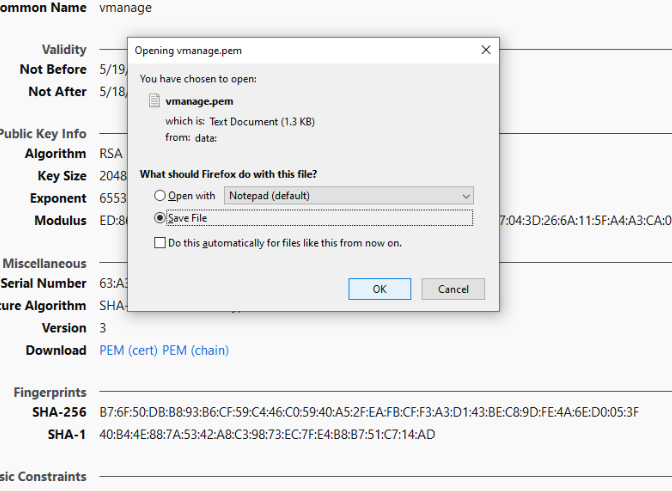 ommon Name vmanage
Validity
Not Before 5/19/
Not After 5/18/
Public Key Info
Algorithm RSA
Key Size 2048
Exponent 6553
Modulus ED:8 7:04:3D:26:6A:11:5F:A4:A3:CA:0
Miscellaneous
Serial Number 63:A3
ure Algorithm SHA-
Version 3
Download PEM (cert) PEM (chain)
Fingerprints
SHA-256 B7:6F:50:DB:B8:93:B6:CF:59:C4:46:C0:59:40:A5:2F:EA:FB:CF:F3:A3:D1:43:BE:C8:9D:FE:4A:6E:D0:05:3F
SHA-1 40:B4:4E:88:7A:53:42:A8:C3:98:73:EC:7F:E4:B8:B7:51:C7:14:AD
sic Constraints
Opening vmanage.pem
You have chosen to open:
vmanage.pem
which is: Text Document (1.3 KB)
from: data:
What should Firefox do with this file?
Open with Notepad (default)
Save File
Do this automatically for files like this from now on.
OK Cancel